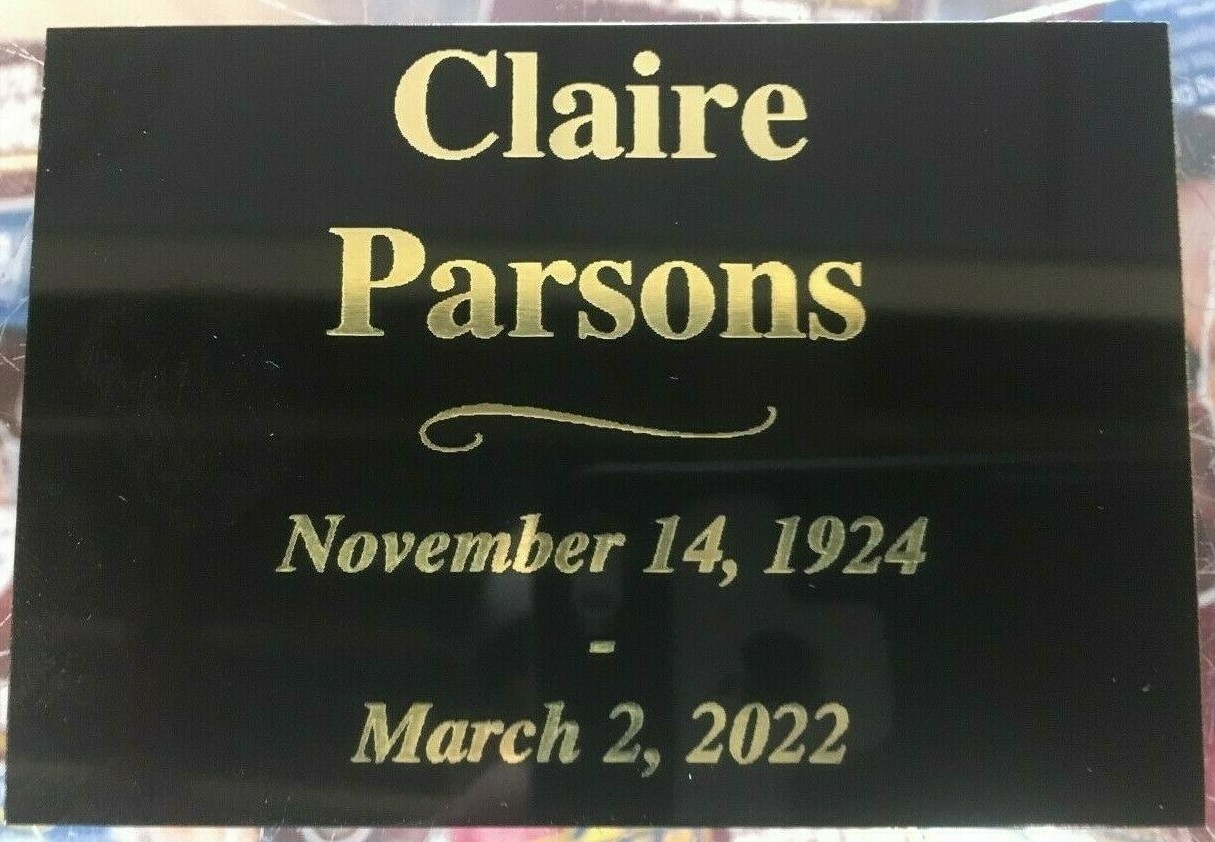 Claire
Parsons
November 14, 1924
-
March 2, 2022